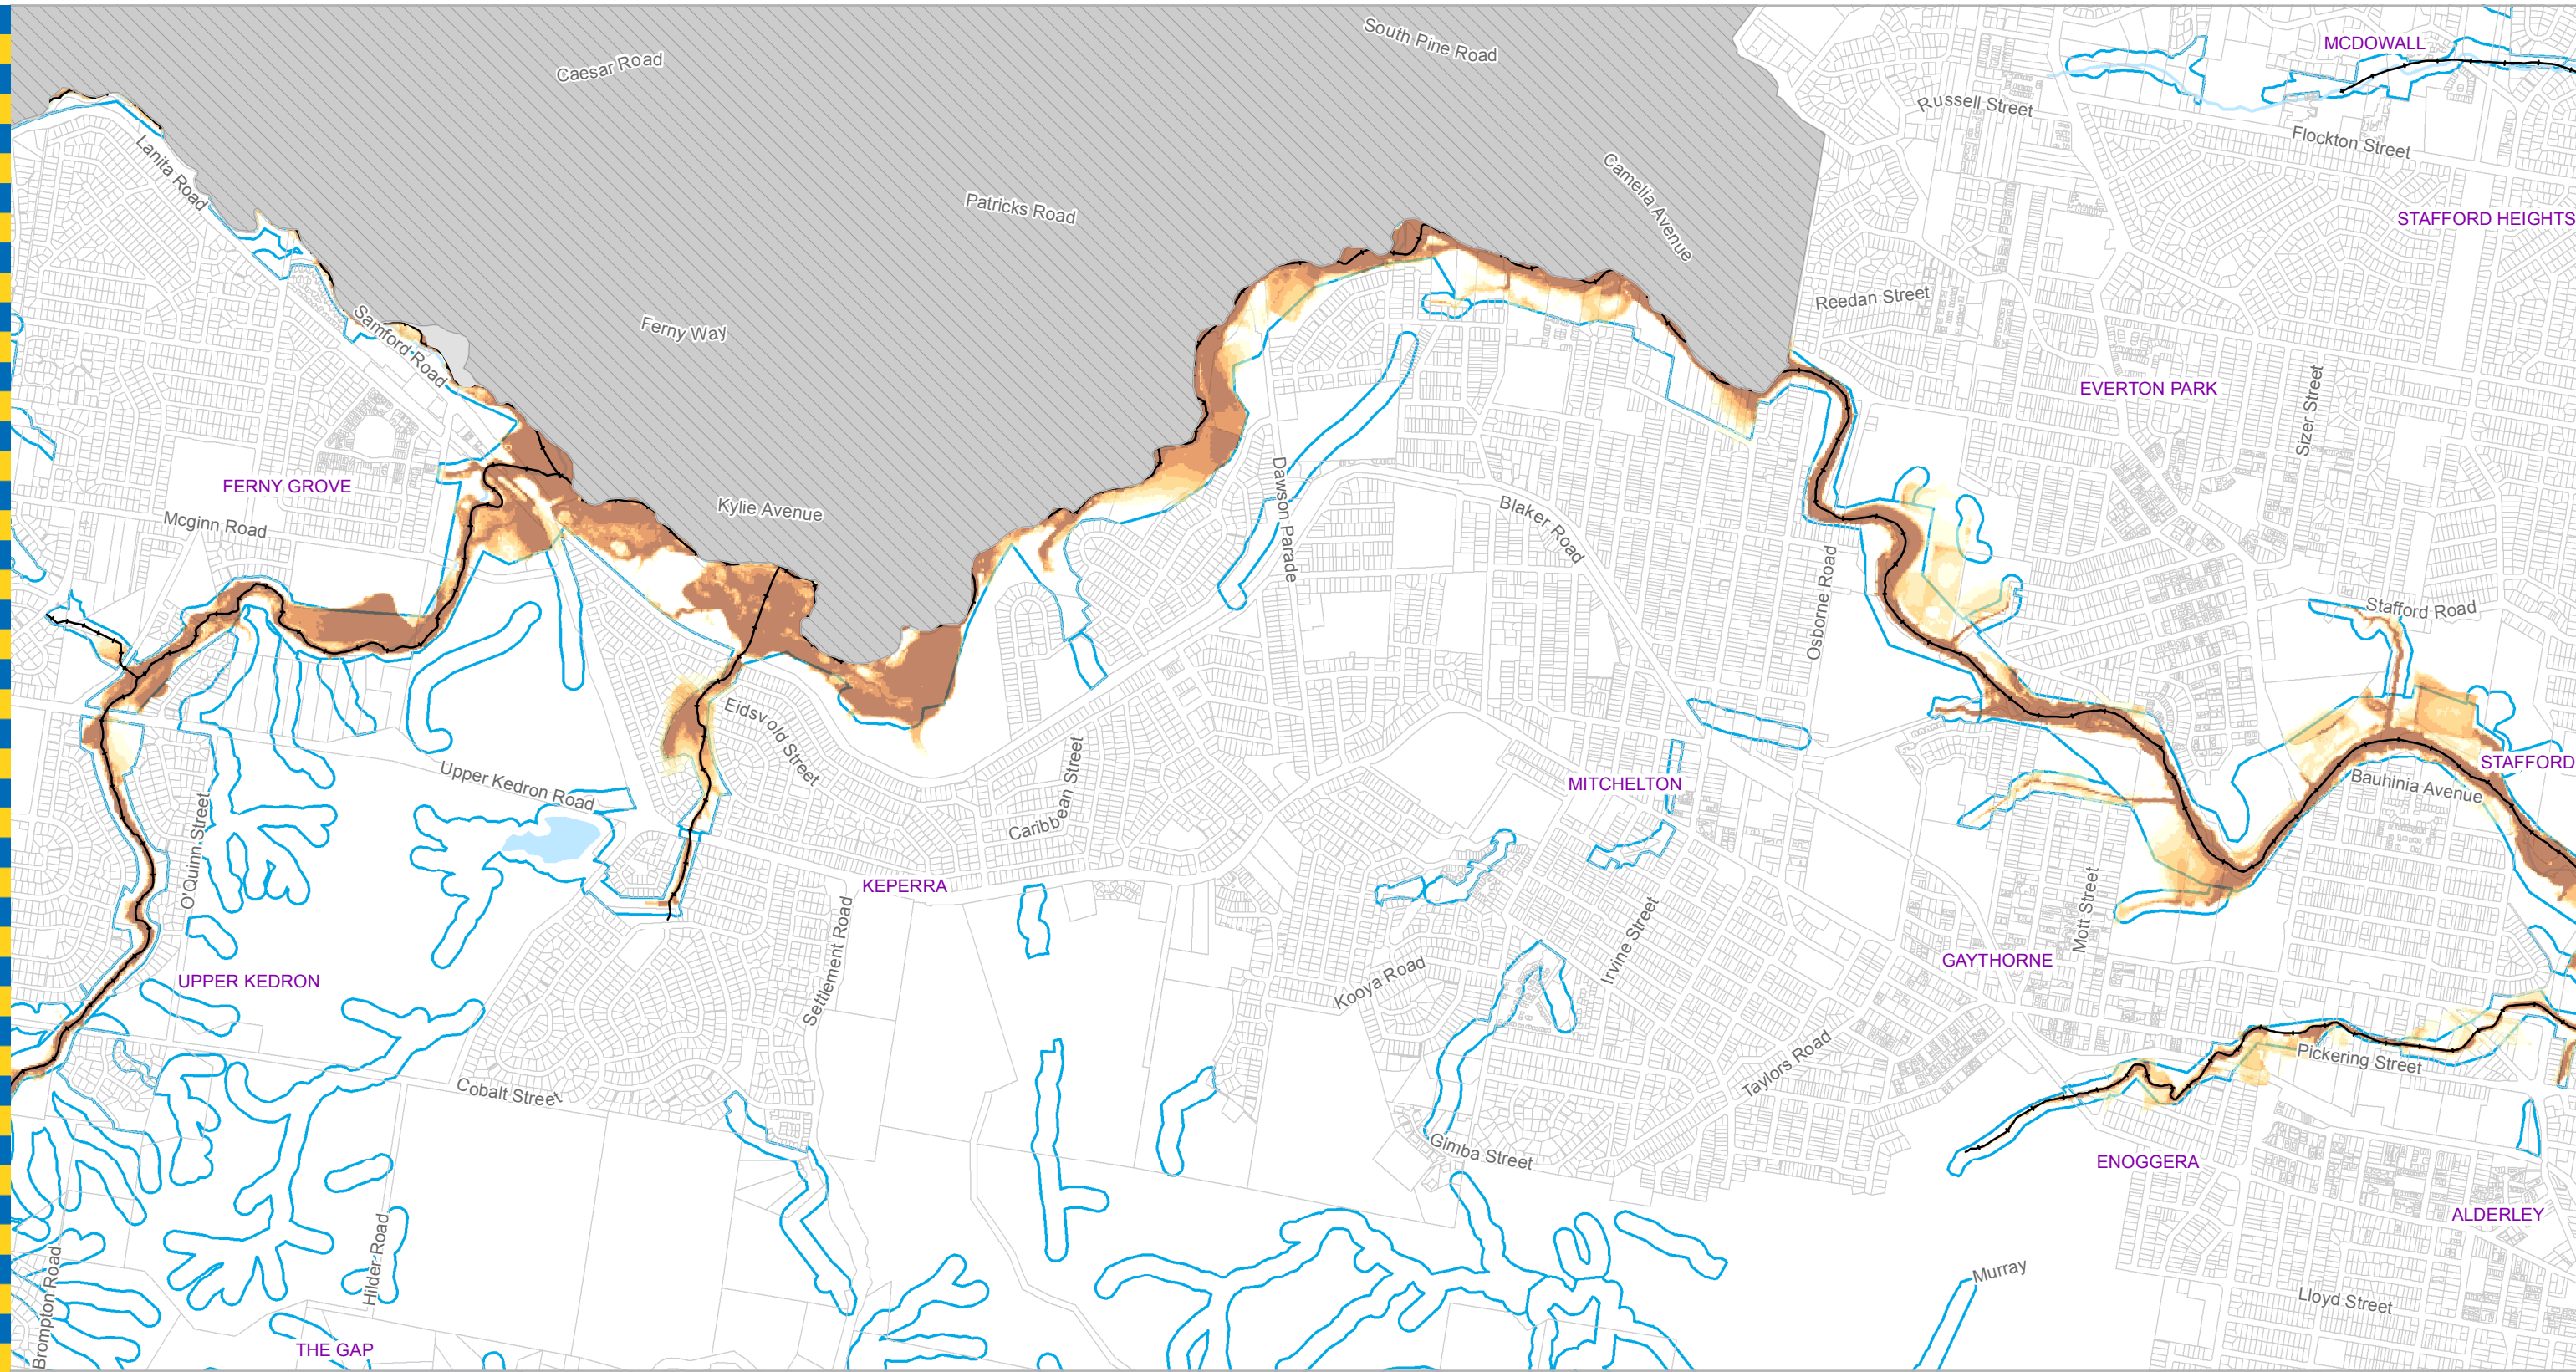 South Pine Road
MCDOWALL
Caesar Road
Russell Street
Flockton Street
Lanita Road
Camelia Avenue
Patricks Road
STAFFORD HEIGHTS
Reedan Street
Ferny Way
Samford Road
EVERTON PARK
Sizer Street
FERNY GROVE
Mcginn Road
Kylie Avenue
Dawson Parade
Blaker Road
Osborne Road
Stafford Road
Eidsvold Street
Upper Kedron Road
Caribbean Street
MITCHELTON
STAFFORD
Bauhinia Avenue
O'Quinn Street
KEPERRA
Mott Street
Settlement Road
Irvine Street
GAYTHORNE
UPPER KEDRON
Kooya Road
Pickering Street
Taylors Road
Cobalt Street
Gimba Street
ENOGGERA
ALDERLEY
Hilder Road
Murray
Brompton Road
Lloyd Street
THE GAP